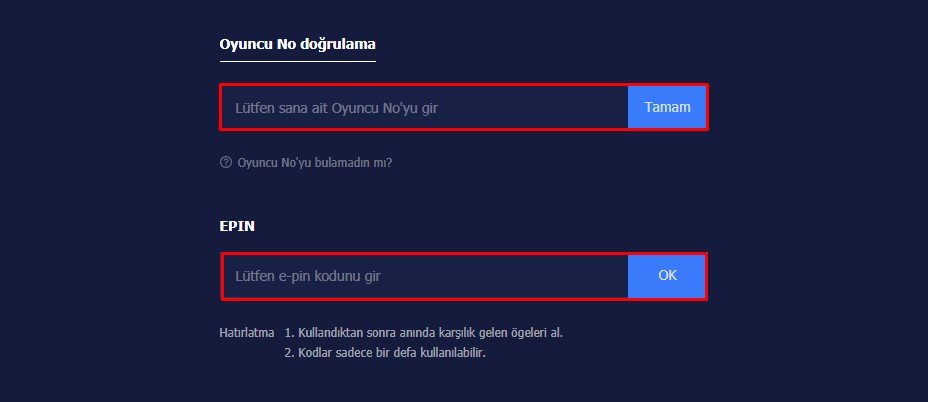 Oyuncu No doğrulama
Lütfen sana ait Oyuncu No'yu gir Tamam
Oyuncu No'yu bulamadın mı?
EPIN
Lütfen e-pin kodunu gir OK
Hatırlatma 1. Kullandıktan sonra anında karşılık gelen ögeleri al.
2. Kodlar sadece bir defa kullanılabilir.